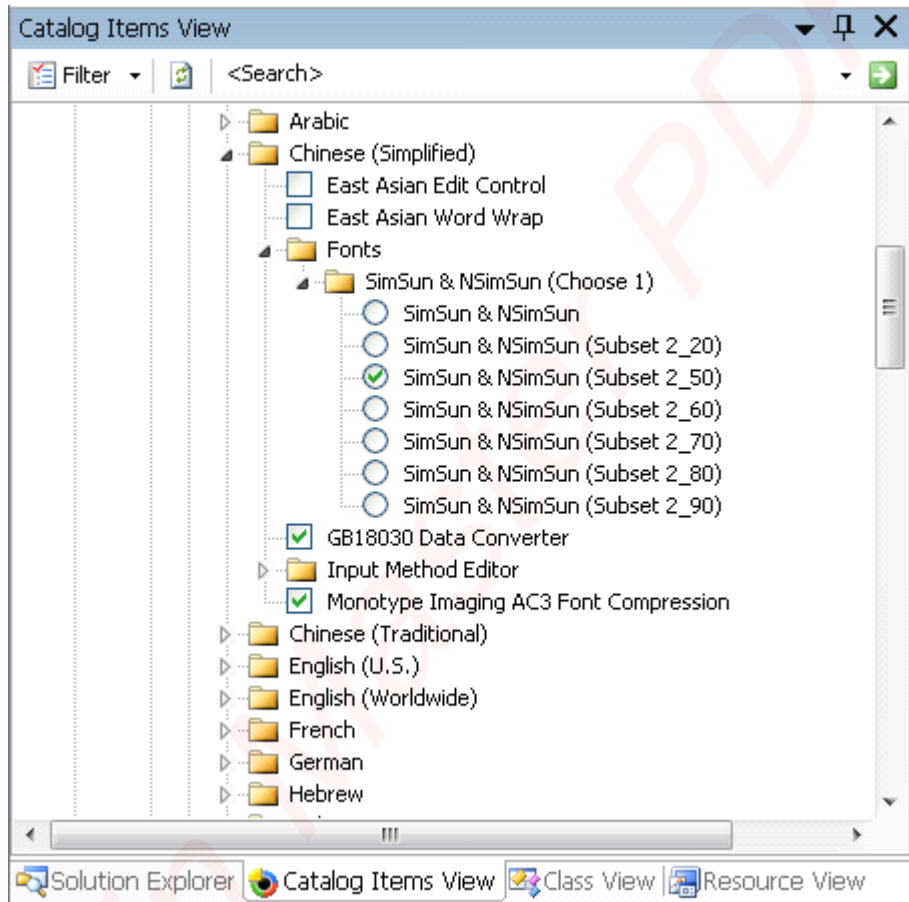 Catalog Items View
Filter <Search>
Arabic
Chinese (Simplified)
East Asian Edit Control
East Asian Word Wrap
Fonts
SimSun & NSimSun (Choose 1)
SimSun & NSimSun
SimSun & NSimSun (Subset 2_20)
SimSun & NSimSun (Subset 2_50)
SimSun & NSimSun (Subset 2_60)
SimSun & NSimSun (Subset 2_70)
SimSun & NSimSun (Subset 2_80)
SimSun & NSimSun (Subset 2_90)
GB18030 Data Converter
Input Method Editor
Monotype Imaging AC3 Font Compression
Chinese (Traditional)
English (U.S.)
English (Worldwide)
French
German
Hebrew
Solution Explorer Catalog Items View Class View Resource View
Master PD